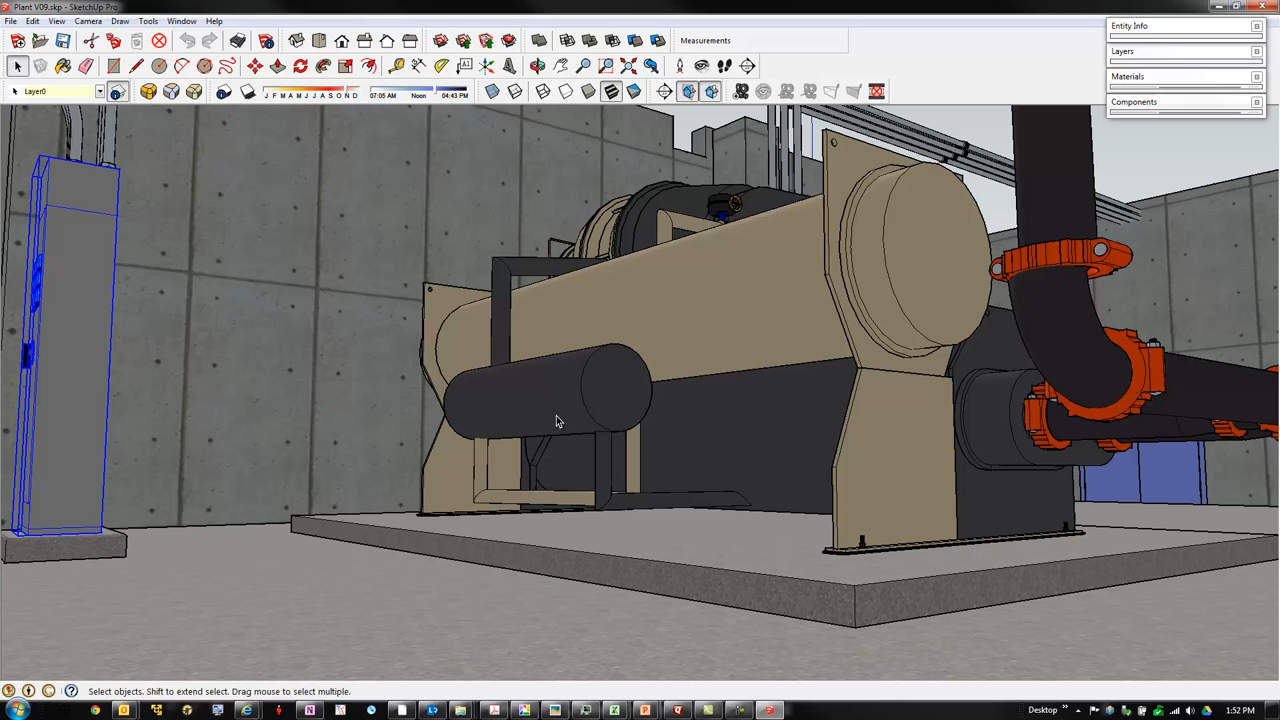 Plant V09.skp - SketchUp Pro
File Edit View Camera Draw Tools Window Help
Measurements
Layer0
J F M A M J J A S O N D
07:05 AM Noon 04:43 PM
Entity Info
Layers
Materials
Components
Select objects. Shift to extend select. Drag mouse to select multiple.
Desktop
1:52 PM